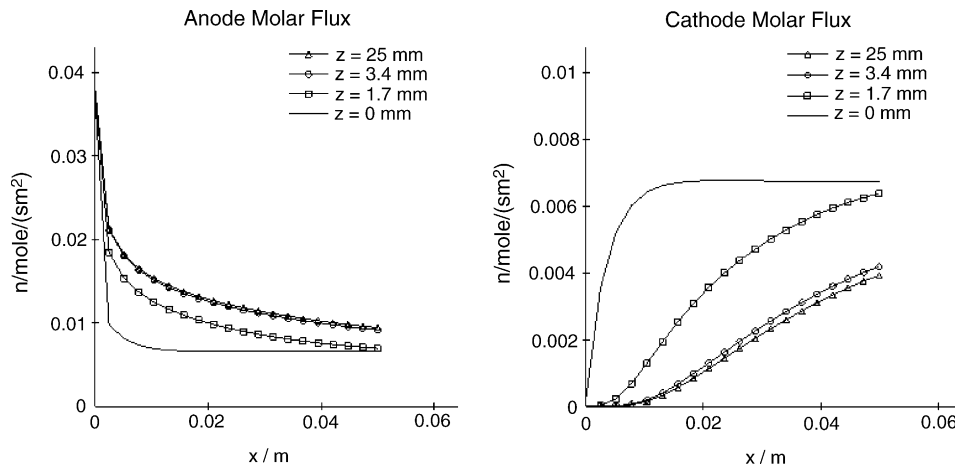 Anode Molar Flux
z = 25 mm
z = 3.4 mm
z = 1.7 mm
z = 0 mm
n/mole/(sm²)
0.04
0.03
0.02
0.01
0
0
0.02
0.04
0.06
x / m
Cathode Molar Flux
z = 25 mm
z = 3.4 mm
z = 1.7 mm
z = 0 mm
n/mole/(sm²)
0.01
0.008
0.006
0.004
0.002
0
0
0.02
0.04
0.06
x / m